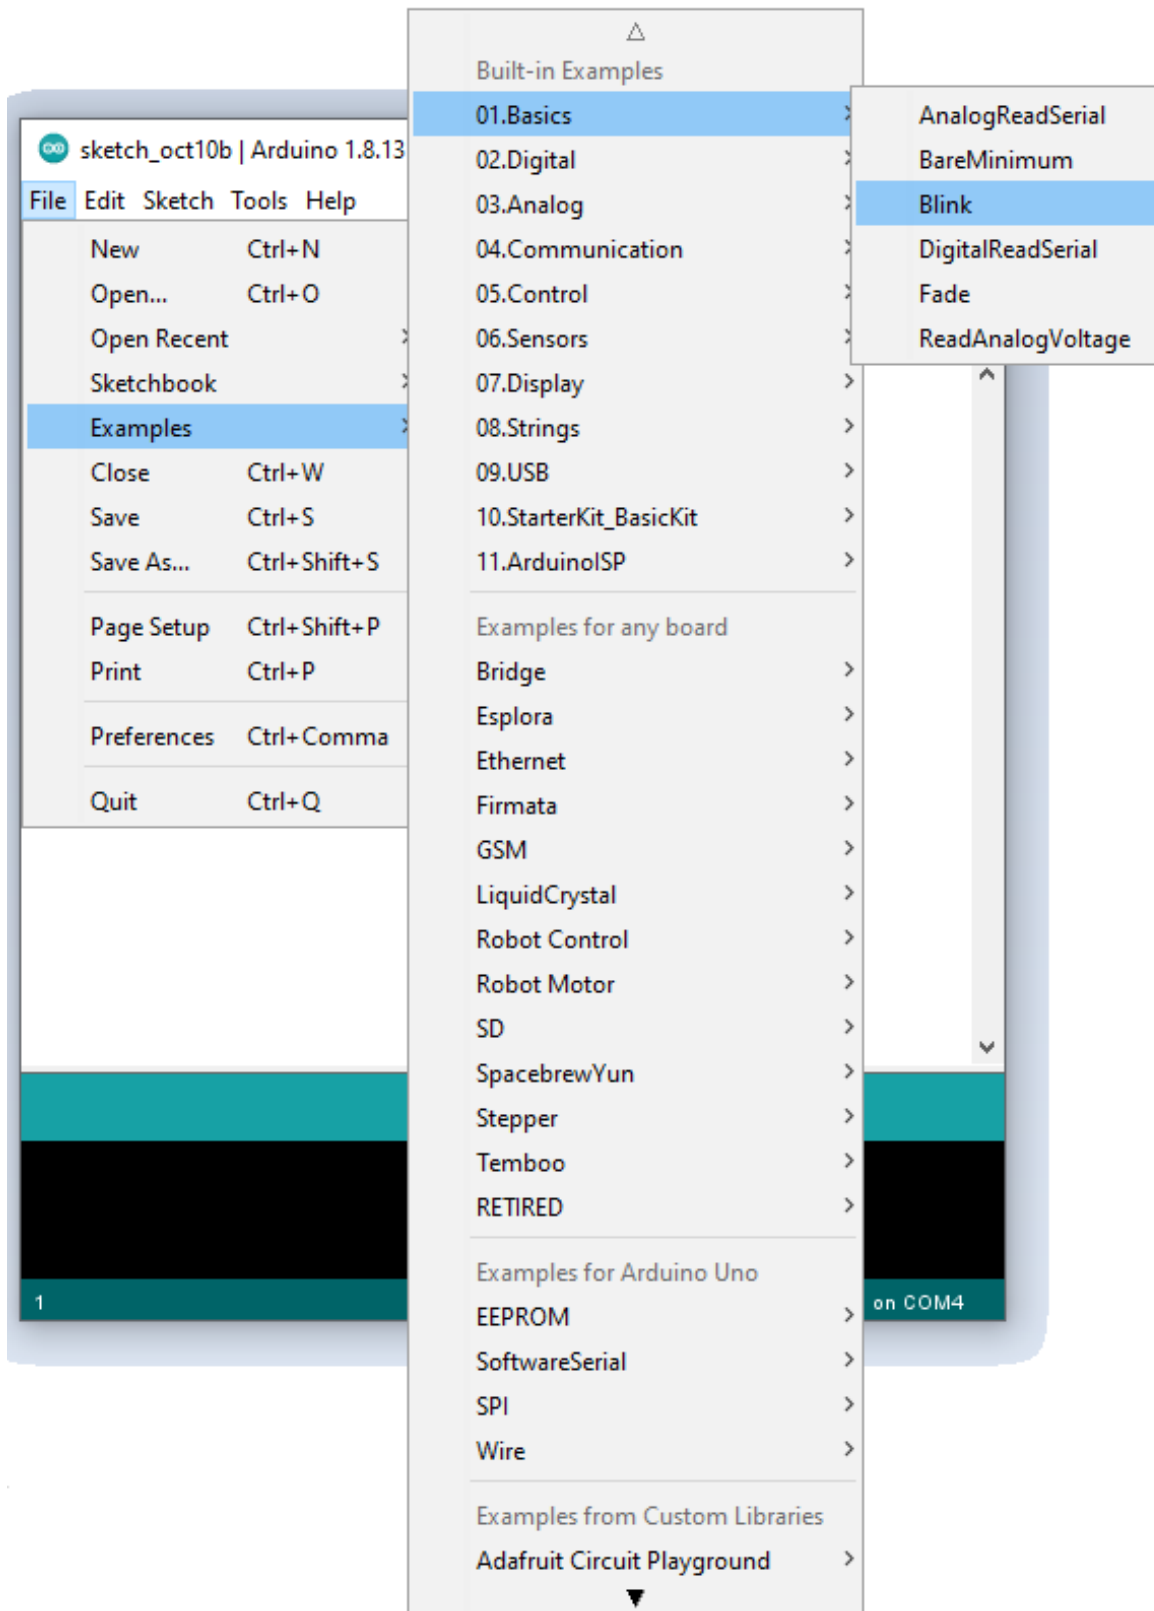 sketch_oct10b | Arduino 1.8.13
File Edit Sketch Tools Help
New Ctrl+N
Open... Ctrl+O
Open Recent
Sketchbook
Examples
Close Ctrl+W
Save Ctrl+S
Save As... Ctrl+Shift+S
Page Setup Ctrl+Shift+P
Print Ctrl+P
Preferences Ctrl+Comma
Quit Ctrl+Q
Built-in Examples
01.Basics
02.Digital
03.Analog
04.Communication
05.Control
06.Sensors
07.Display
08.Strings
09.USB
10.StarterKit_BasicKit
11.ArduinoISP
Examples for any board
Bridge
Esplora
Ethernet
Firmata
GSM
LiquidCrystal
Robot Control
Robot Motor
SD
SpacebrewYun
Stepper
Temboo
RETIRED
Examples for Arduino Uno
EEPROM
SoftwareSerial
SPI
Wire
Examples from Custom Libraries
Adafruit Circuit Playground
AnalogReadSerial
BareMinimum
Blink
DigitalReadSerial
Fade
ReadAnalogVoltage
1
on COM4